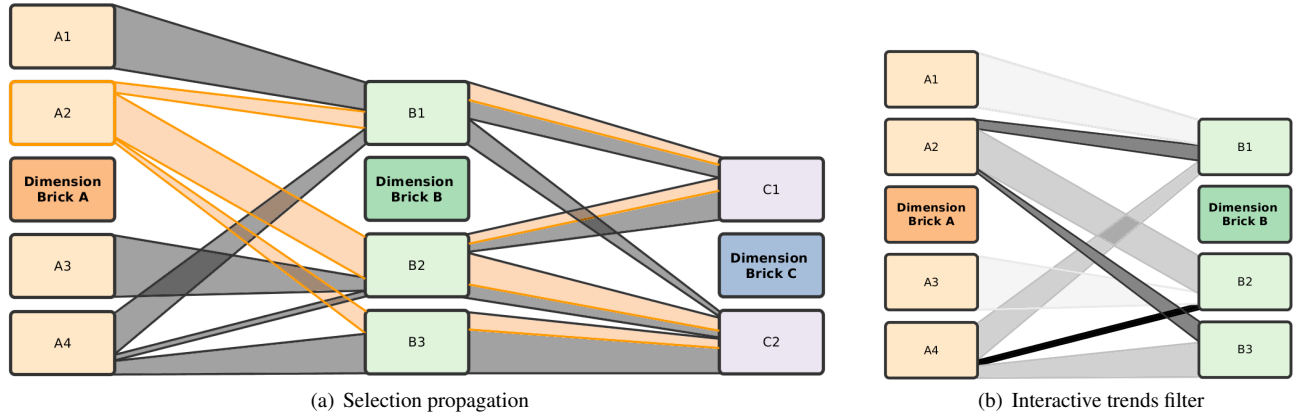 A1
A2
Dimension
Brick A
A3
A4
B1
Dimension
Brick B
B2
B3
C1
Dimension
Brick C
C2
(a) Selection propagation
A1
A2
Dimension
Brick A
A3
A4
B1
Dimension
Brick B
B2
B3
(b) Interactive trends filter